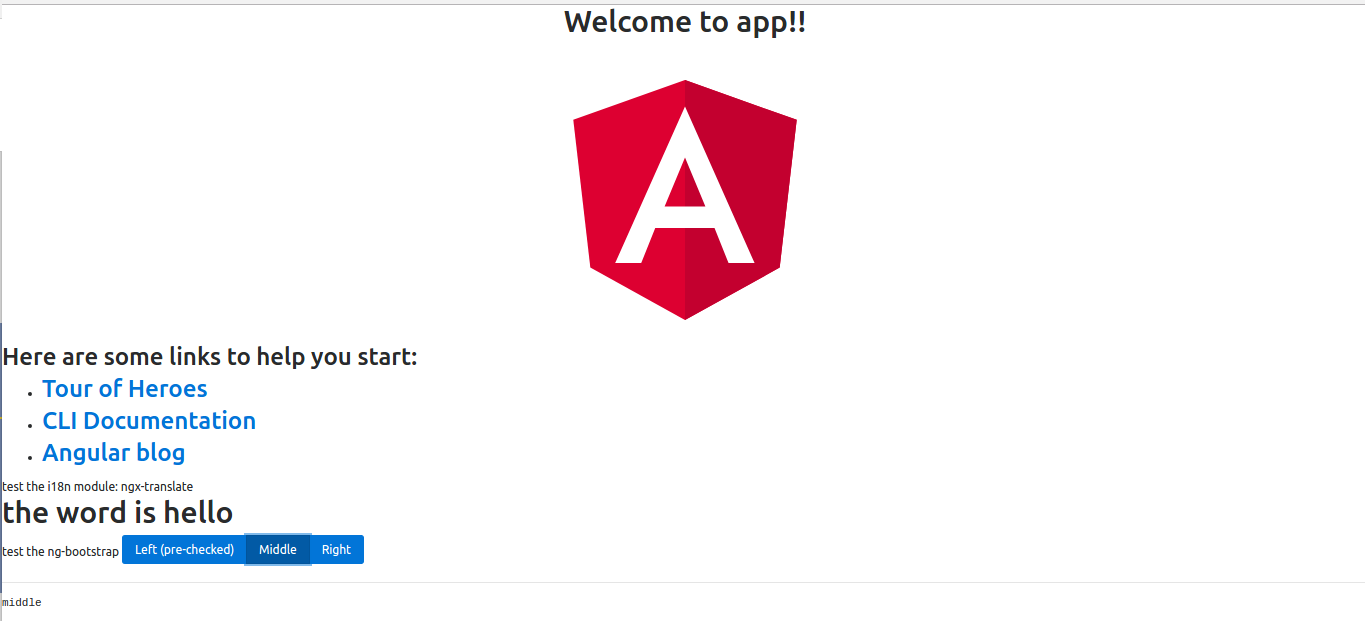 Welcome to app!!
A
Here are some links to help you start:
Tour of Heroes
CLI Documentation
Angular blog
test the i18n module: ngx-translate
the word is hello
test the ng-bootstrap Left (pre-checked) Middle Right
middle